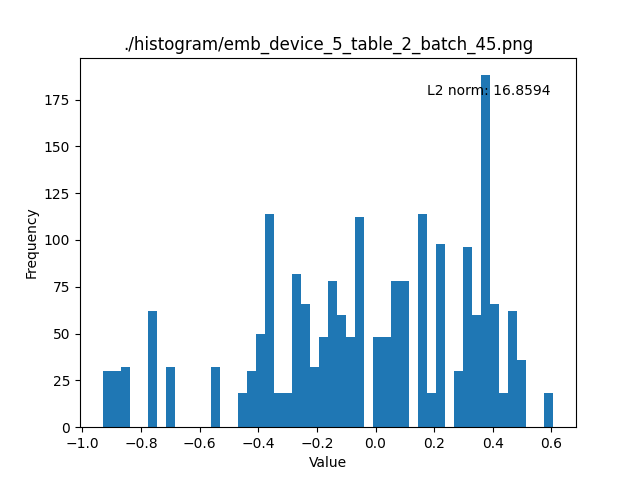 ./histogram/emb_device_5_table_2_batch_45.png
L2 norm: 16.8594
175
150
125
100
75
50
25
0
Frequency
−1.0 −0.8 −0.6 −0.4 −0.2 0.0 0.2 0.4 0.6
Value